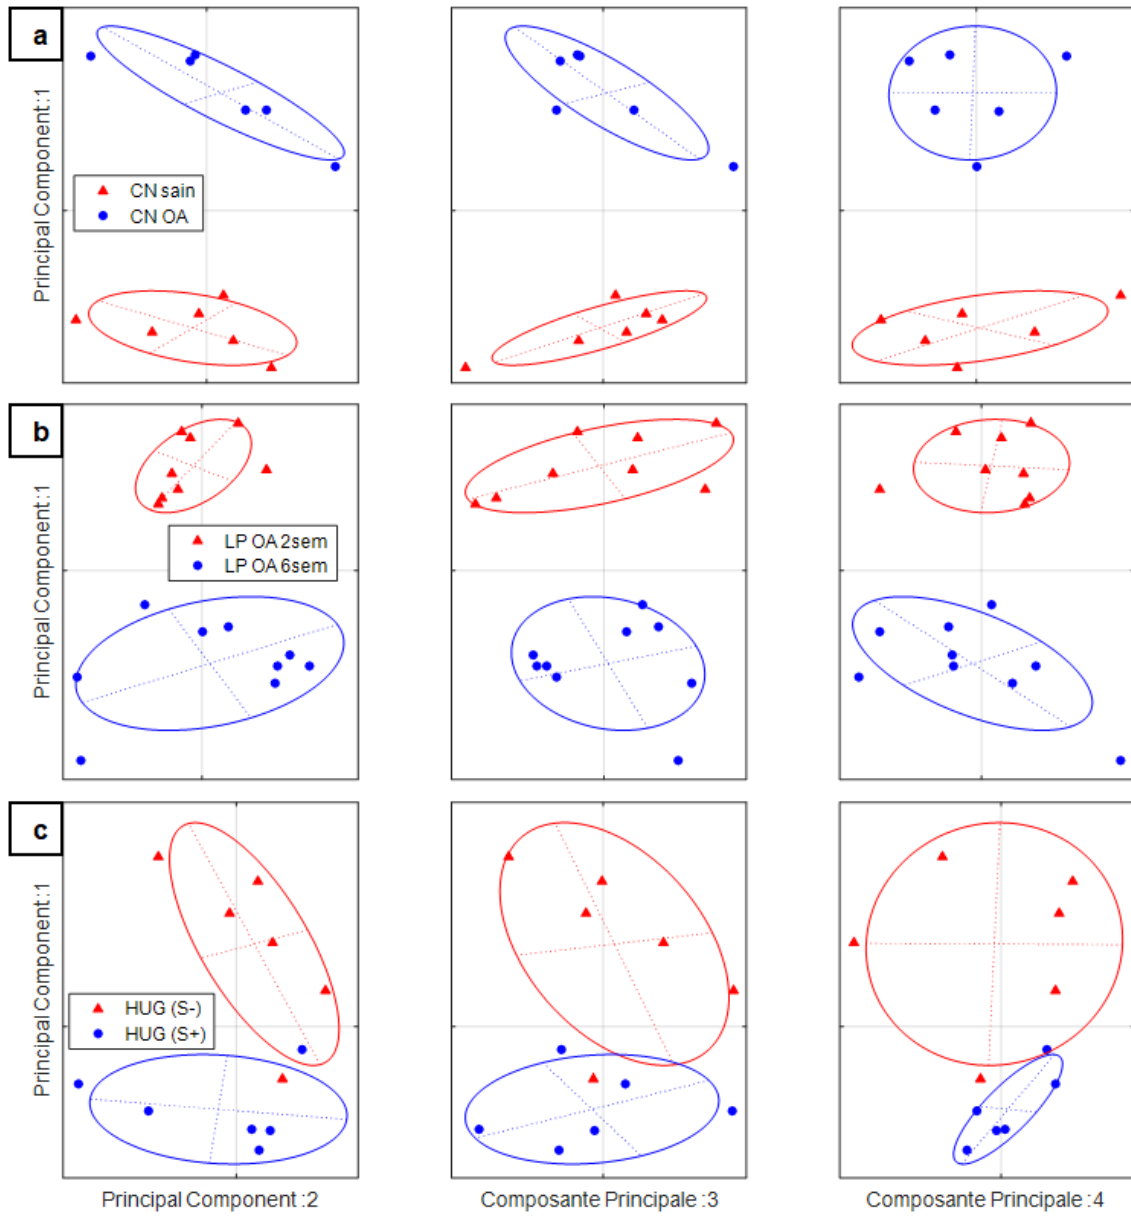 a
Principal Component :1
CN sain
CN OA
b
Principal Component :1
LP OA 2sem
LP OA 6sem
c
Principal Component :1
HUG (S-)
HUG (S+)
Principal Component :2
Composante Principale :3
Composante Principale :4